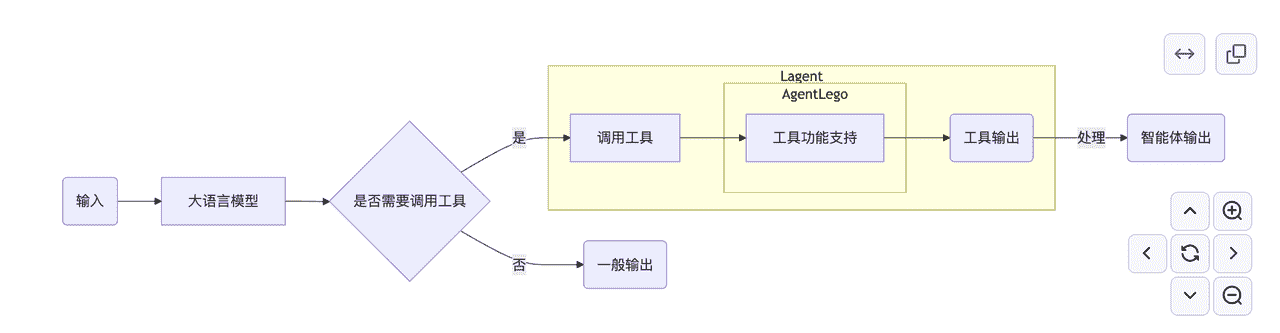 输入
大语言模型
是否需要调用工具
是
否
Lagent
AgentLego
调用工具
工具功能支持
工具输出
处理
智能体输出
一般输出